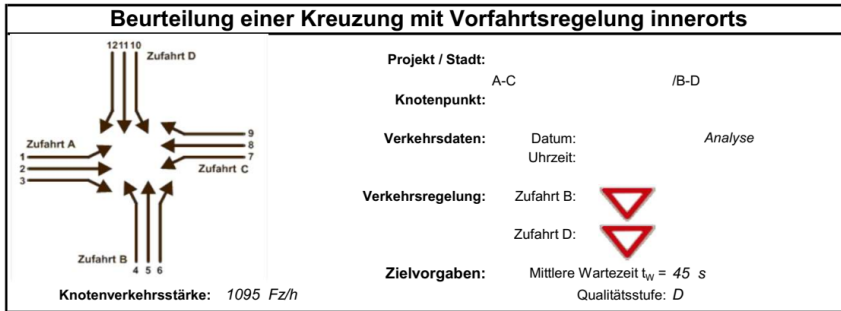 Beurteilung einer Kreuzung mit Vorfahrtsregelung innerorts
121110
Zufahrt D
Zufahrt A
1
2
3
9
8
7
Zufahrt C
Zufahrt B
4 5 6
Knotenverkehrsstärke: 1095 Fz/h
Projekt / Stadt:
A-C /B-D
Knotenpunkt:
Verkehrsdaten: Datum: Analyse
Uhrzeit:
Verkehrsregelung: Zufahrt B:
Zufahrt D:
Zielvorgaben: Mittlere Wartezeit tW = 45 s
Qualitätsstufe: D